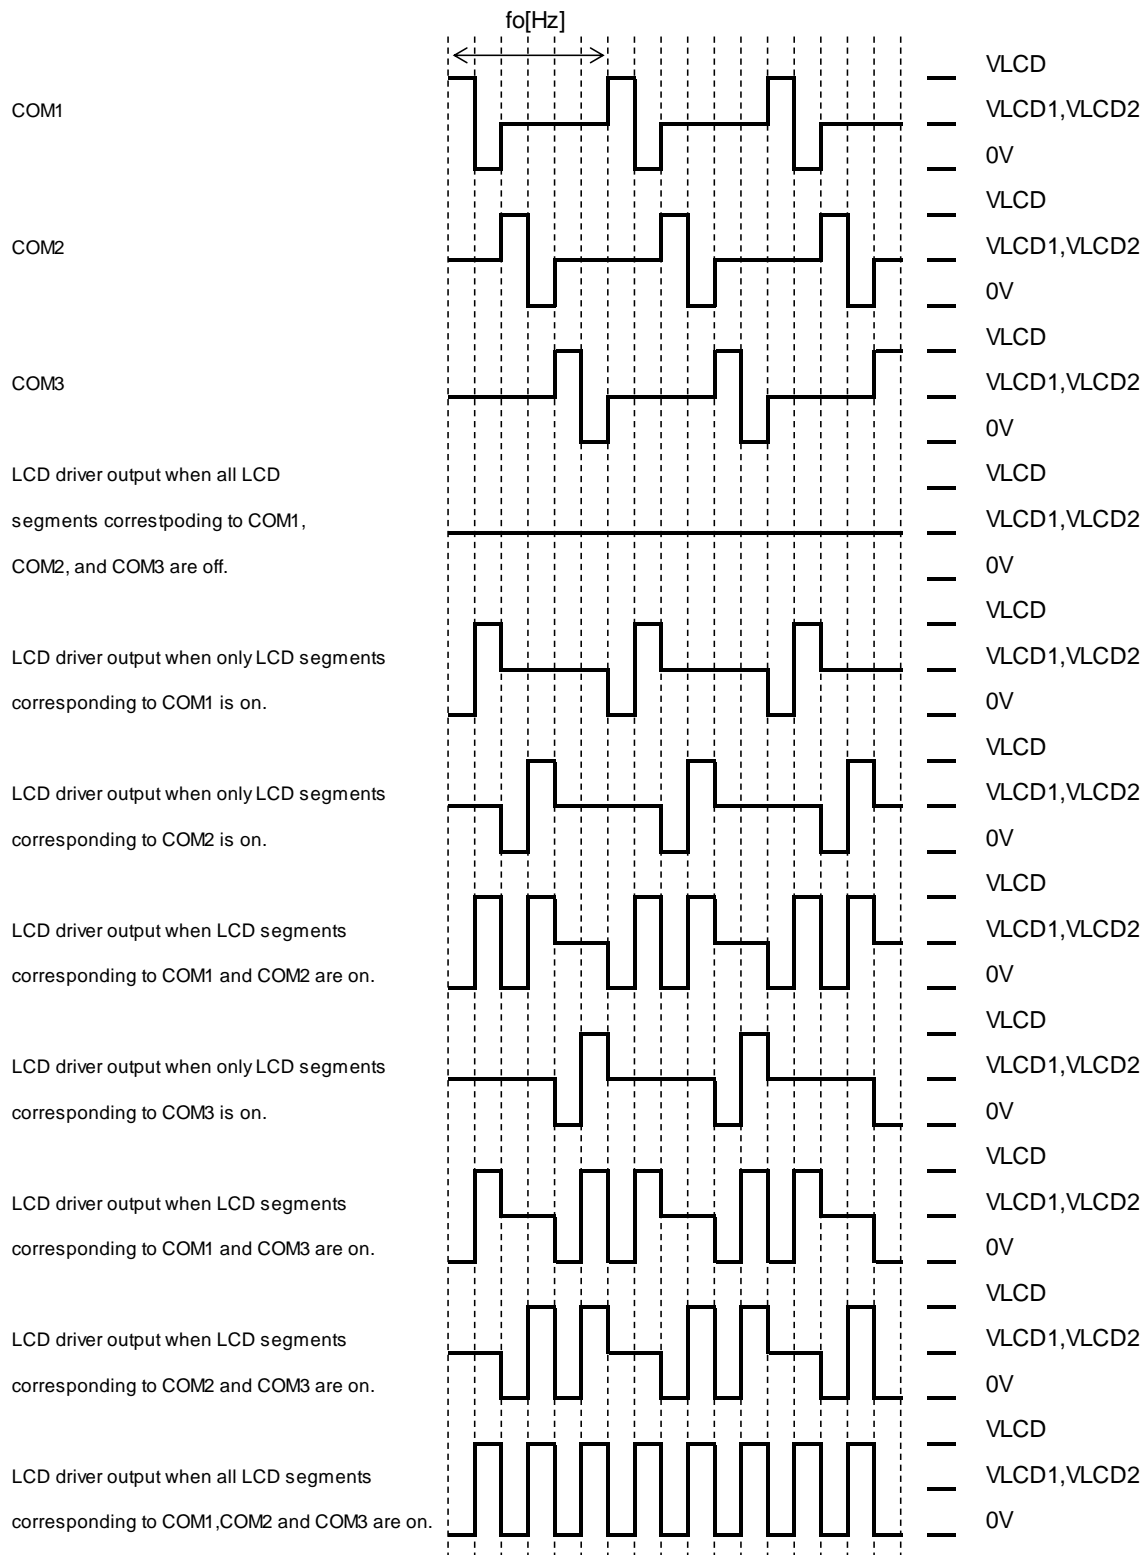 fo[Hz]
VLCD
COM1
VLCD1,VLCD2
0V
VLCD
COM2
VLCD1,VLCD2
0V
VLCD
COM3
VLCD1,VLCD2
0V
LCD driver output when all LCD
VLCD
segments correstpoding to COM1,
VLCD1,VLCD2
COM2, and COM3 are off.
0V
VLCD
LCD driver output when only LCD segments
VLCD1,VLCD2
corresponding to COM1 is on.
0V
VLCD
LCD driver output when only LCD segments
VLCD1,VLCD2
corresponding to COM2 is on.
0V
VLCD
LCD driver output when LCD segments
VLCD1,VLCD2
corresponding to COM1 and COM2 are on.
0V
VLCD
LCD driver output when only LCD segments
VLCD1,VLCD2
corresponding to COM3 is on.
0V
VLCD
LCD driver output when LCD segments
VLCD1,VLCD2
corresponding to COM1 and COM3 are on.
0V
VLCD
LCD driver output when LCD segments
VLCD1,VLCD2
corresponding to COM2 and COM3 are on.
0V
VLCD
LCD driver output when all LCD segments
VLCD1,VLCD2
corresponding to COM1,COM2 and COM3 are on.
0V